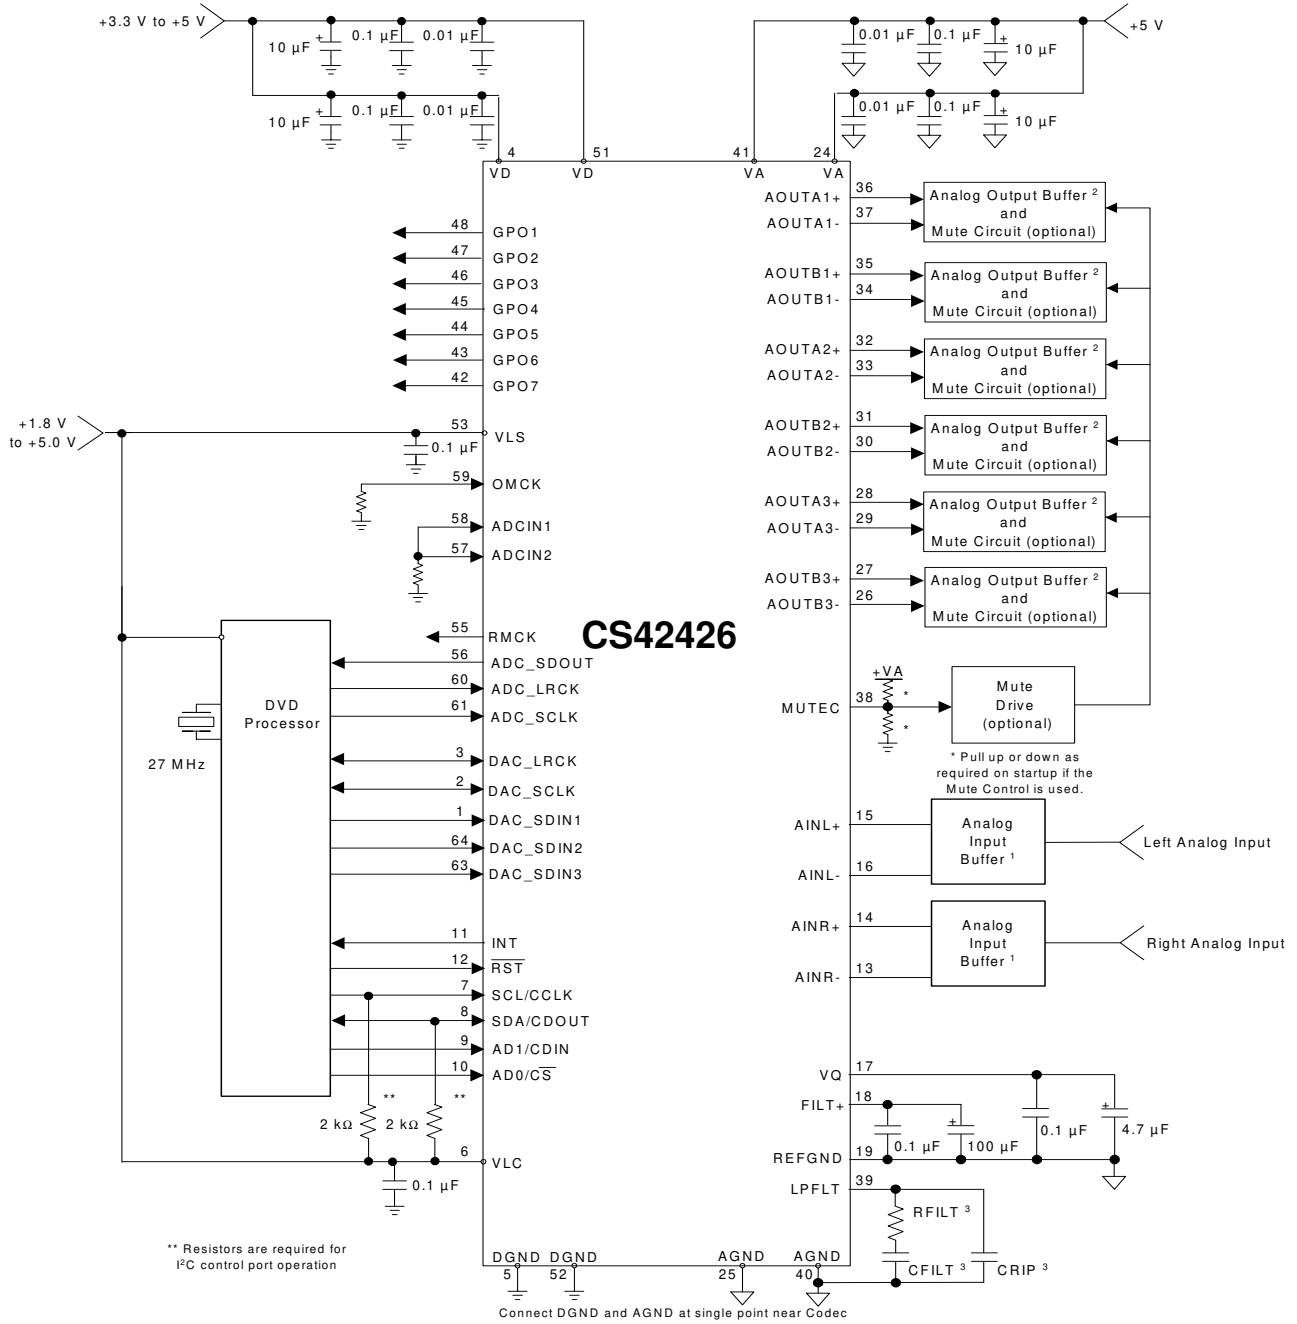 +3.3 V to +5 V
10 µF
+
0.1 µF
0.01 µF
10 µF
+
0.1 µF
0.01 µF
+5 V
0.01 µF
0.1 µF
+
10 µF
0.01 µF
0.1 µF
+
10 µF
4
VD
51
VD
41
VA
24
VA
48 GPO1
47 GPO2
46 GPO3
45 GPO4
44 GPO5
43 GPO6
42 GPO7
+1.8 V
to +5.0 V
53 VLS
0.1 µF
59 OMCK
58 ADCIN1
57 ADCIN2
CS42426
55 RMCK
56 ADC_SDOUT
60 ADC_LRCK
61 ADC_SCLK
DVD
Processor
27 MHz
3 DAC_LRCK
2 DAC_SCLK
1 DAC_SDIN1
64 DAC_SDIN2
63 DAC_SDIN3
11 INT
12 RST
7 SCL/CCLK
8 SDA/CDOUT
9 AD1/CDIN
10 AD0/CS
**
**
2 kΩ
2 kΩ
6 VLC
0.1 µF
** Resistors are required for
I²C control port operation
AOUTA1+ 36
AOUTA1- 37
Analog Output Buffer ²
and
Mute Circuit (optional)
AOUTB1+ 35
AOUTB1- 34
Analog Output Buffer ²
and
Mute Circuit (optional)
AOUTA2+ 32
AOUTA2- 33
Analog Output Buffer ²
and
Mute Circuit (optional)
AOUTB2+ 31
AOUTB2- 30
Analog Output Buffer ²
and
Mute Circuit (optional)
AOUTA3+ 28
AOUTA3- 29
Analog Output Buffer ²
and
Mute Circuit (optional)
AOUTB3+ 27
AOUTB3- 26
Analog Output Buffer ²
and
Mute Circuit (optional)
+VA
*
*
MUTEC 38
Mute
Drive
(optional)
* Pull up or down as
required on startup if the
Mute Control is used.
AINL+ 15
AINL- 16
Analog
Input
Buffer ¹
Left Analog Input
AINR+ 14
AINR- 13
Analog
Input
Buffer ¹
Right Analog Input
VQ 17
FILT+ 18
0.1 µF
+
100 µF
0.1 µF
+
4.7 µF
REFGND 19
LPFLT 39
RFILT ³
CFILT ³
CRIP ³
DGND
5
DGND
52
AGND
25
AGND
40
Connect DGND and AGND at single point near Codec